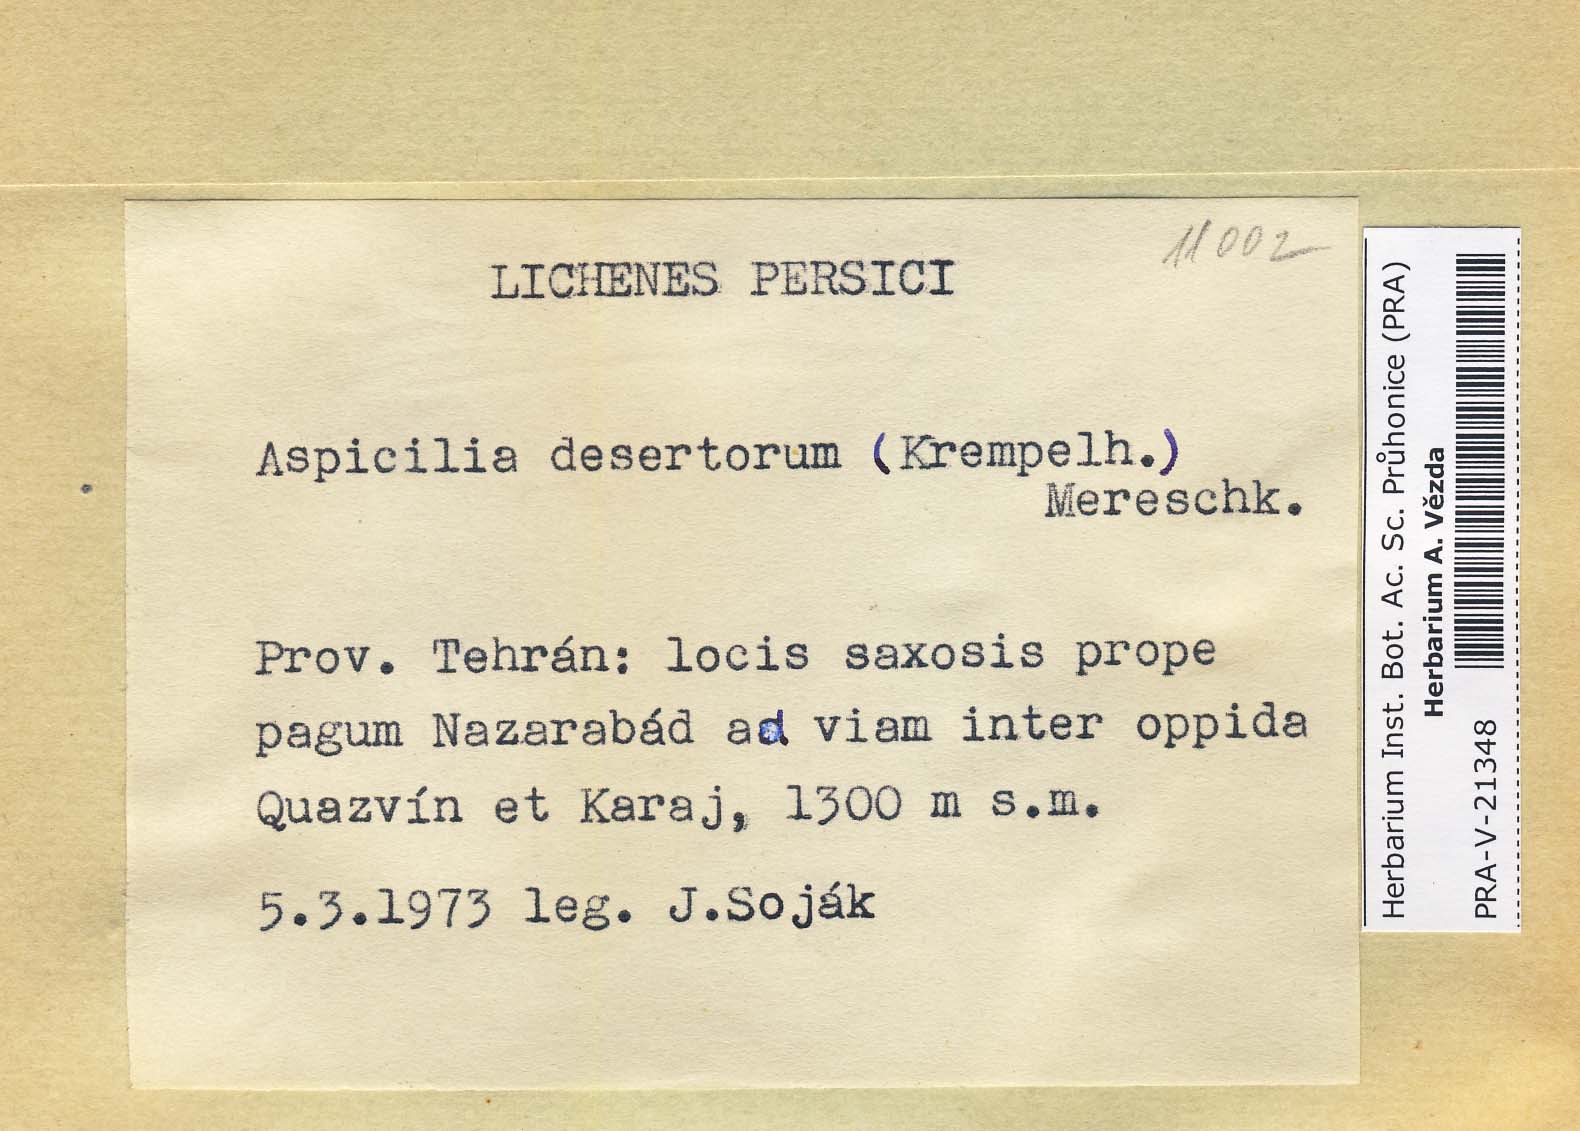 11002
LICHENES PERSICI
Aspicilia desertorum (Krempelh.)
Mereschk.
Prov. Tehrán: locis saxosis prope
pagum Nazarabád ad viam inter oppida
Quazvín et Karaj, 1300 m s.m.
5.3.1973 leg. J.Soják
Herbarium Inst. Bot. Ac. Sc. Průhonice (PRA)
Herbarium A. Vězda
PRA-V-21348